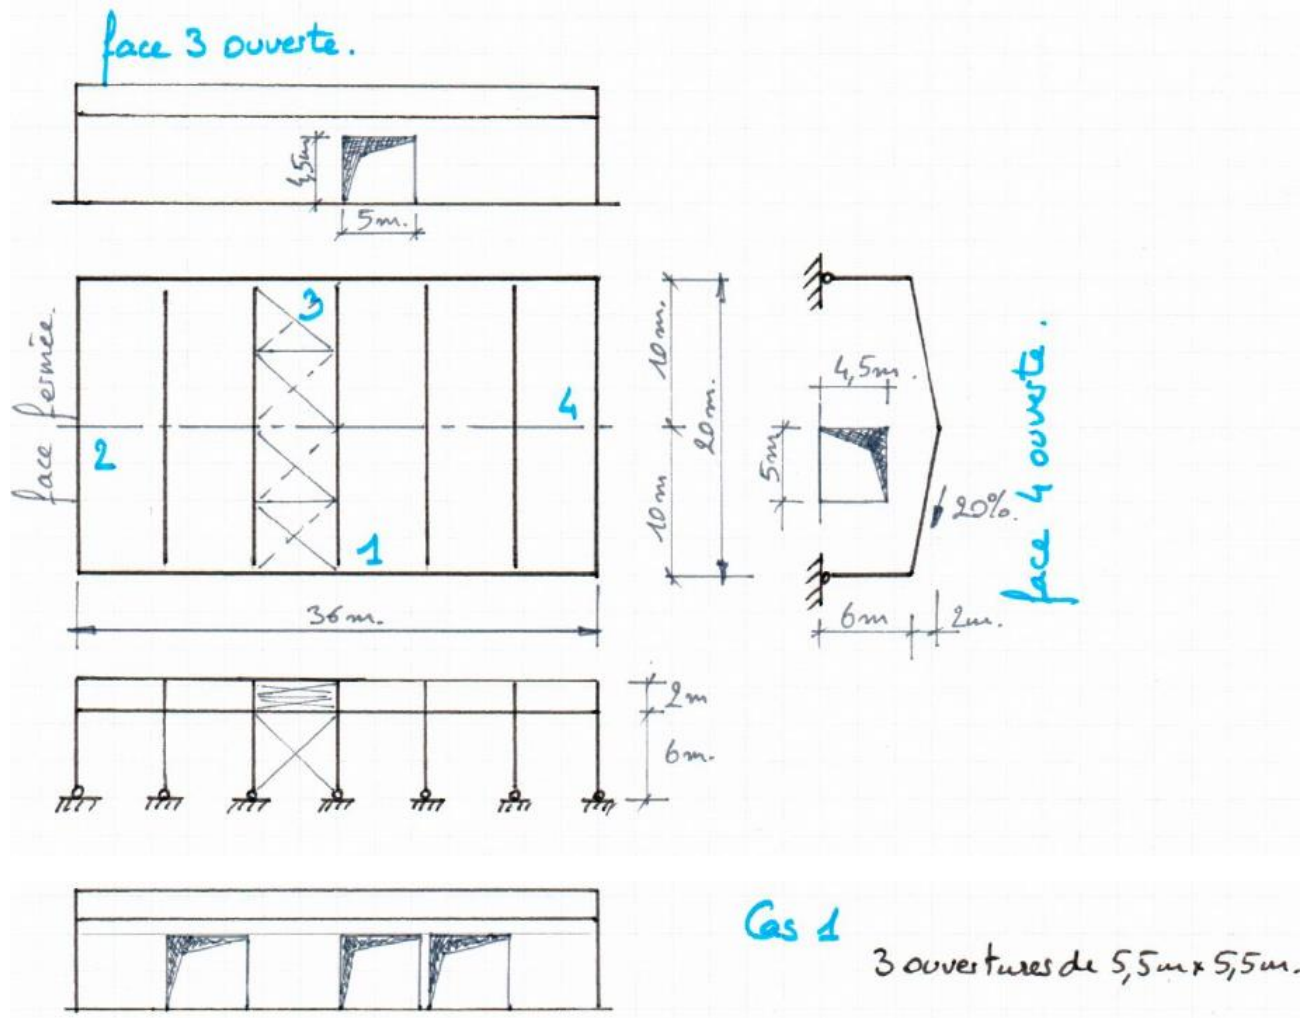 face 3 ouverte.
4,5m
5m.
face fermée.
3
4
2
1
36m.
10m.
20m.
10m.
4,5m.
5m
20%.
6m
2m.
face 4 ouverte.
2m
6m.
Cas 1
3 ouvertures de 5,5m x 5,5m.